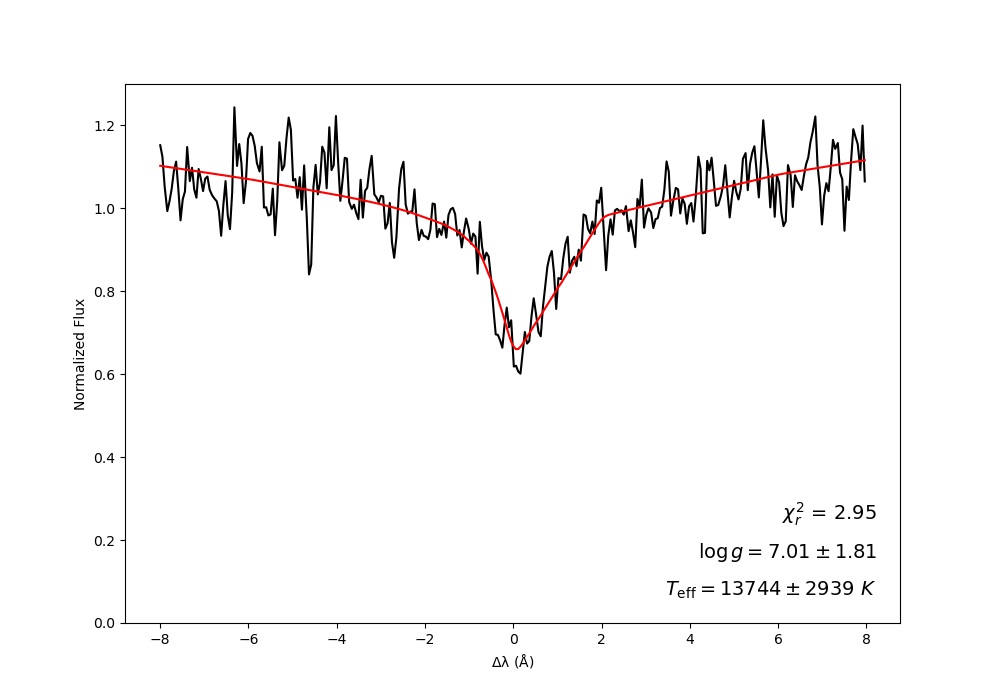 1.2
1.0
0.8
0.6
0.4
0.2
0.0
Normalized Flux
χ²ᵣ = 2.95
log g = 7.01 ± 1.81
T_eff = 13744 ± 2939 K
−8 −6 −4 −2 0 2 4 6 8
Δλ (Å)